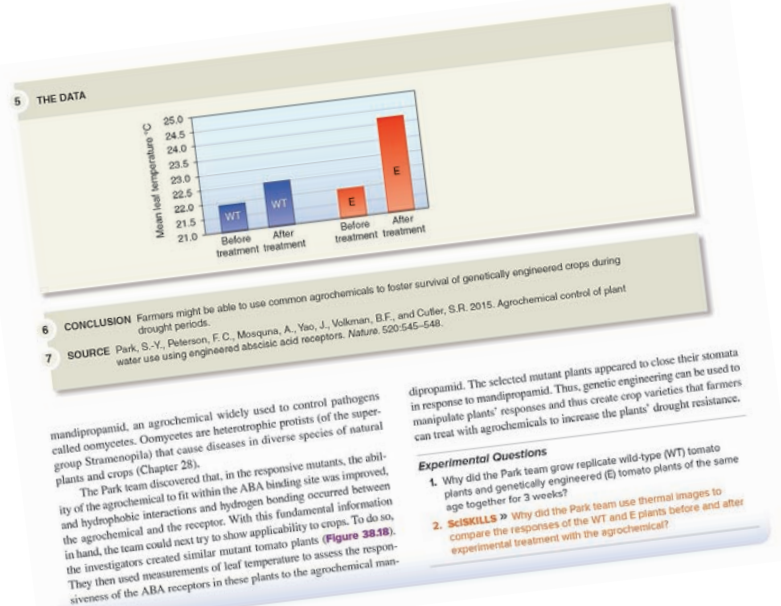 5 THE DATA
Mean leaf temperature °C
25.0
24.5
24.0
23.5
23.0
22.5
22.0
21.5
21.0
WT
WT
E
E
Before treatment
After treatment
Before treatment
After treatment
6 CONCLUSION Farmers might be able to use common agrochemicals to foster survival of genetically engineered crops during
drought periods.
7 SOURCE Park, S.-Y., Peterson, F. C., Mosquna, A., Yao, J., Volkman, B.F., and Cutler, S.R. 2015. Agrochemical control of plant
water use using engineered abscisic acid receptors. Nature. 520:545–548.
mandipropamid, an agrochemical widely used to control pathogens
called oomycetes. Oomycetes are heterotrophic protists (of the super-
group Stramenopila) that cause diseases in diverse species of natural
plants and crops (Chapter 28).
The Park team discovered that, in the responsive mutants, the abil-
ity of the agrochemical to fit within the ABA binding site was improved,
and hydrophobic interactions and hydrogen bonding occurred between
the agrochemical and the receptor. With this fundamental information
in hand, the team could next try to show applicability to crops. To do so,
the investigators created similar mutant tomato plants (Figure 38.18).
They then used measurements of leaf temperature to assess the respon-
siveness of the ABA receptors in these plants to the agrochemical man-
dipropamid. The selected mutant plants appeared to close their stomata
in response to mandipropamid. Thus, genetic engineering can be used to
manipulate plants' responses and thus create crop varieties that farmers
can treat with agrochemicals to increase the plants' drought resistance.
Experimental Questions
1. Why did the Park team grow replicate wild-type (WT) tomato
plants and genetically engineered (E) tomato plants of the same
age together for 3 weeks?
2. SciSKILLS » Why did the Park team use thermal images to
compare the responses of the WT and E plants before and after
experimental treatment with the agrochemical?